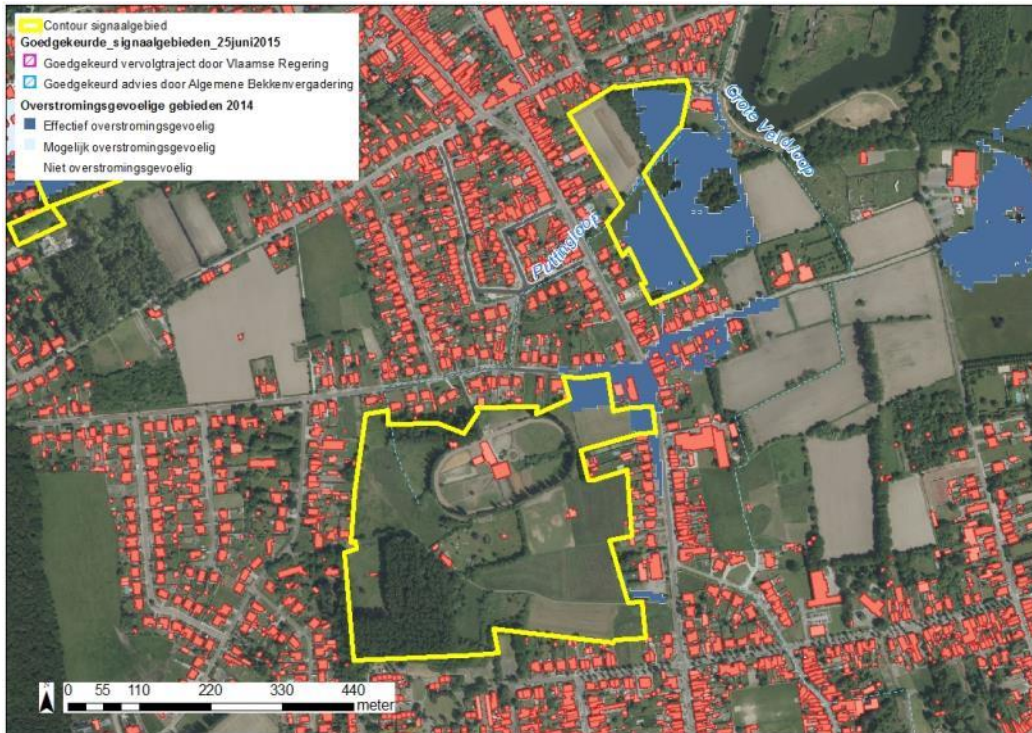 Contour signaalgebied
Goedgekeurde_signaalgebieden_25juni2015
Goedgekeurd vervolgtraject door Vlaamse Regering
Goedgekeurd advies door Algemene Bekkenvergadering
Overstromingsgevoelige gebieden 2014
Effectief overstromingsgevoelig
Mogelijk overstromingsgevoelig
Niet overstromingsgevoelig
Grote Veldloop
Puttingloop
0 55 110 220 330 440
meter